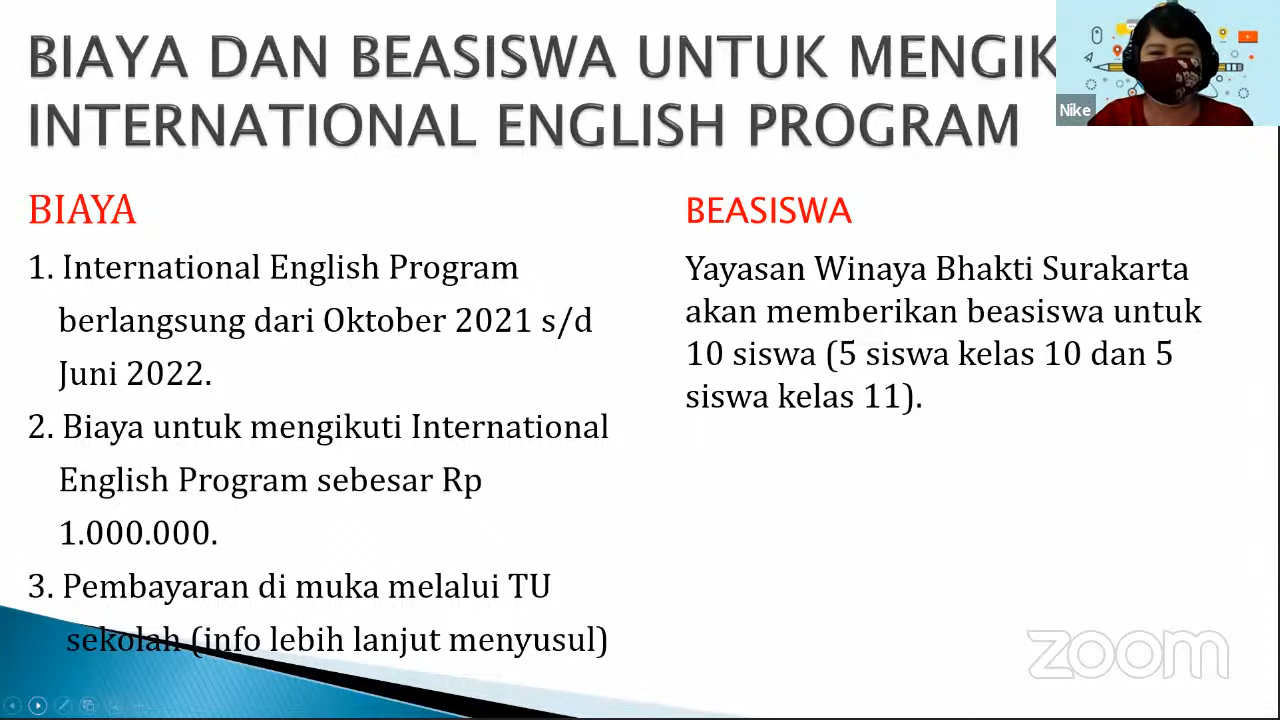 BIAYA DAN BEASISWA UNTUK MENGIK
INTERNATIONAL ENGLISH PROGRAM
Nike
BIAYA
1. International English Program
berlangsung dari Oktober 2021 s/d
Juni 2022.
2. Biaya untuk mengikuti International
English Program sebesar Rp
1.000.000.
3. Pembayaran di muka melalui TU
sekolah (info lebih lanjut menyusul)
BEASISWA
Yayasan Winaya Bhakti Surakarta
akan memberikan beasiswa untuk
10 siswa (5 siswa kelas 10 dan 5
siswa kelas 11).
zoom